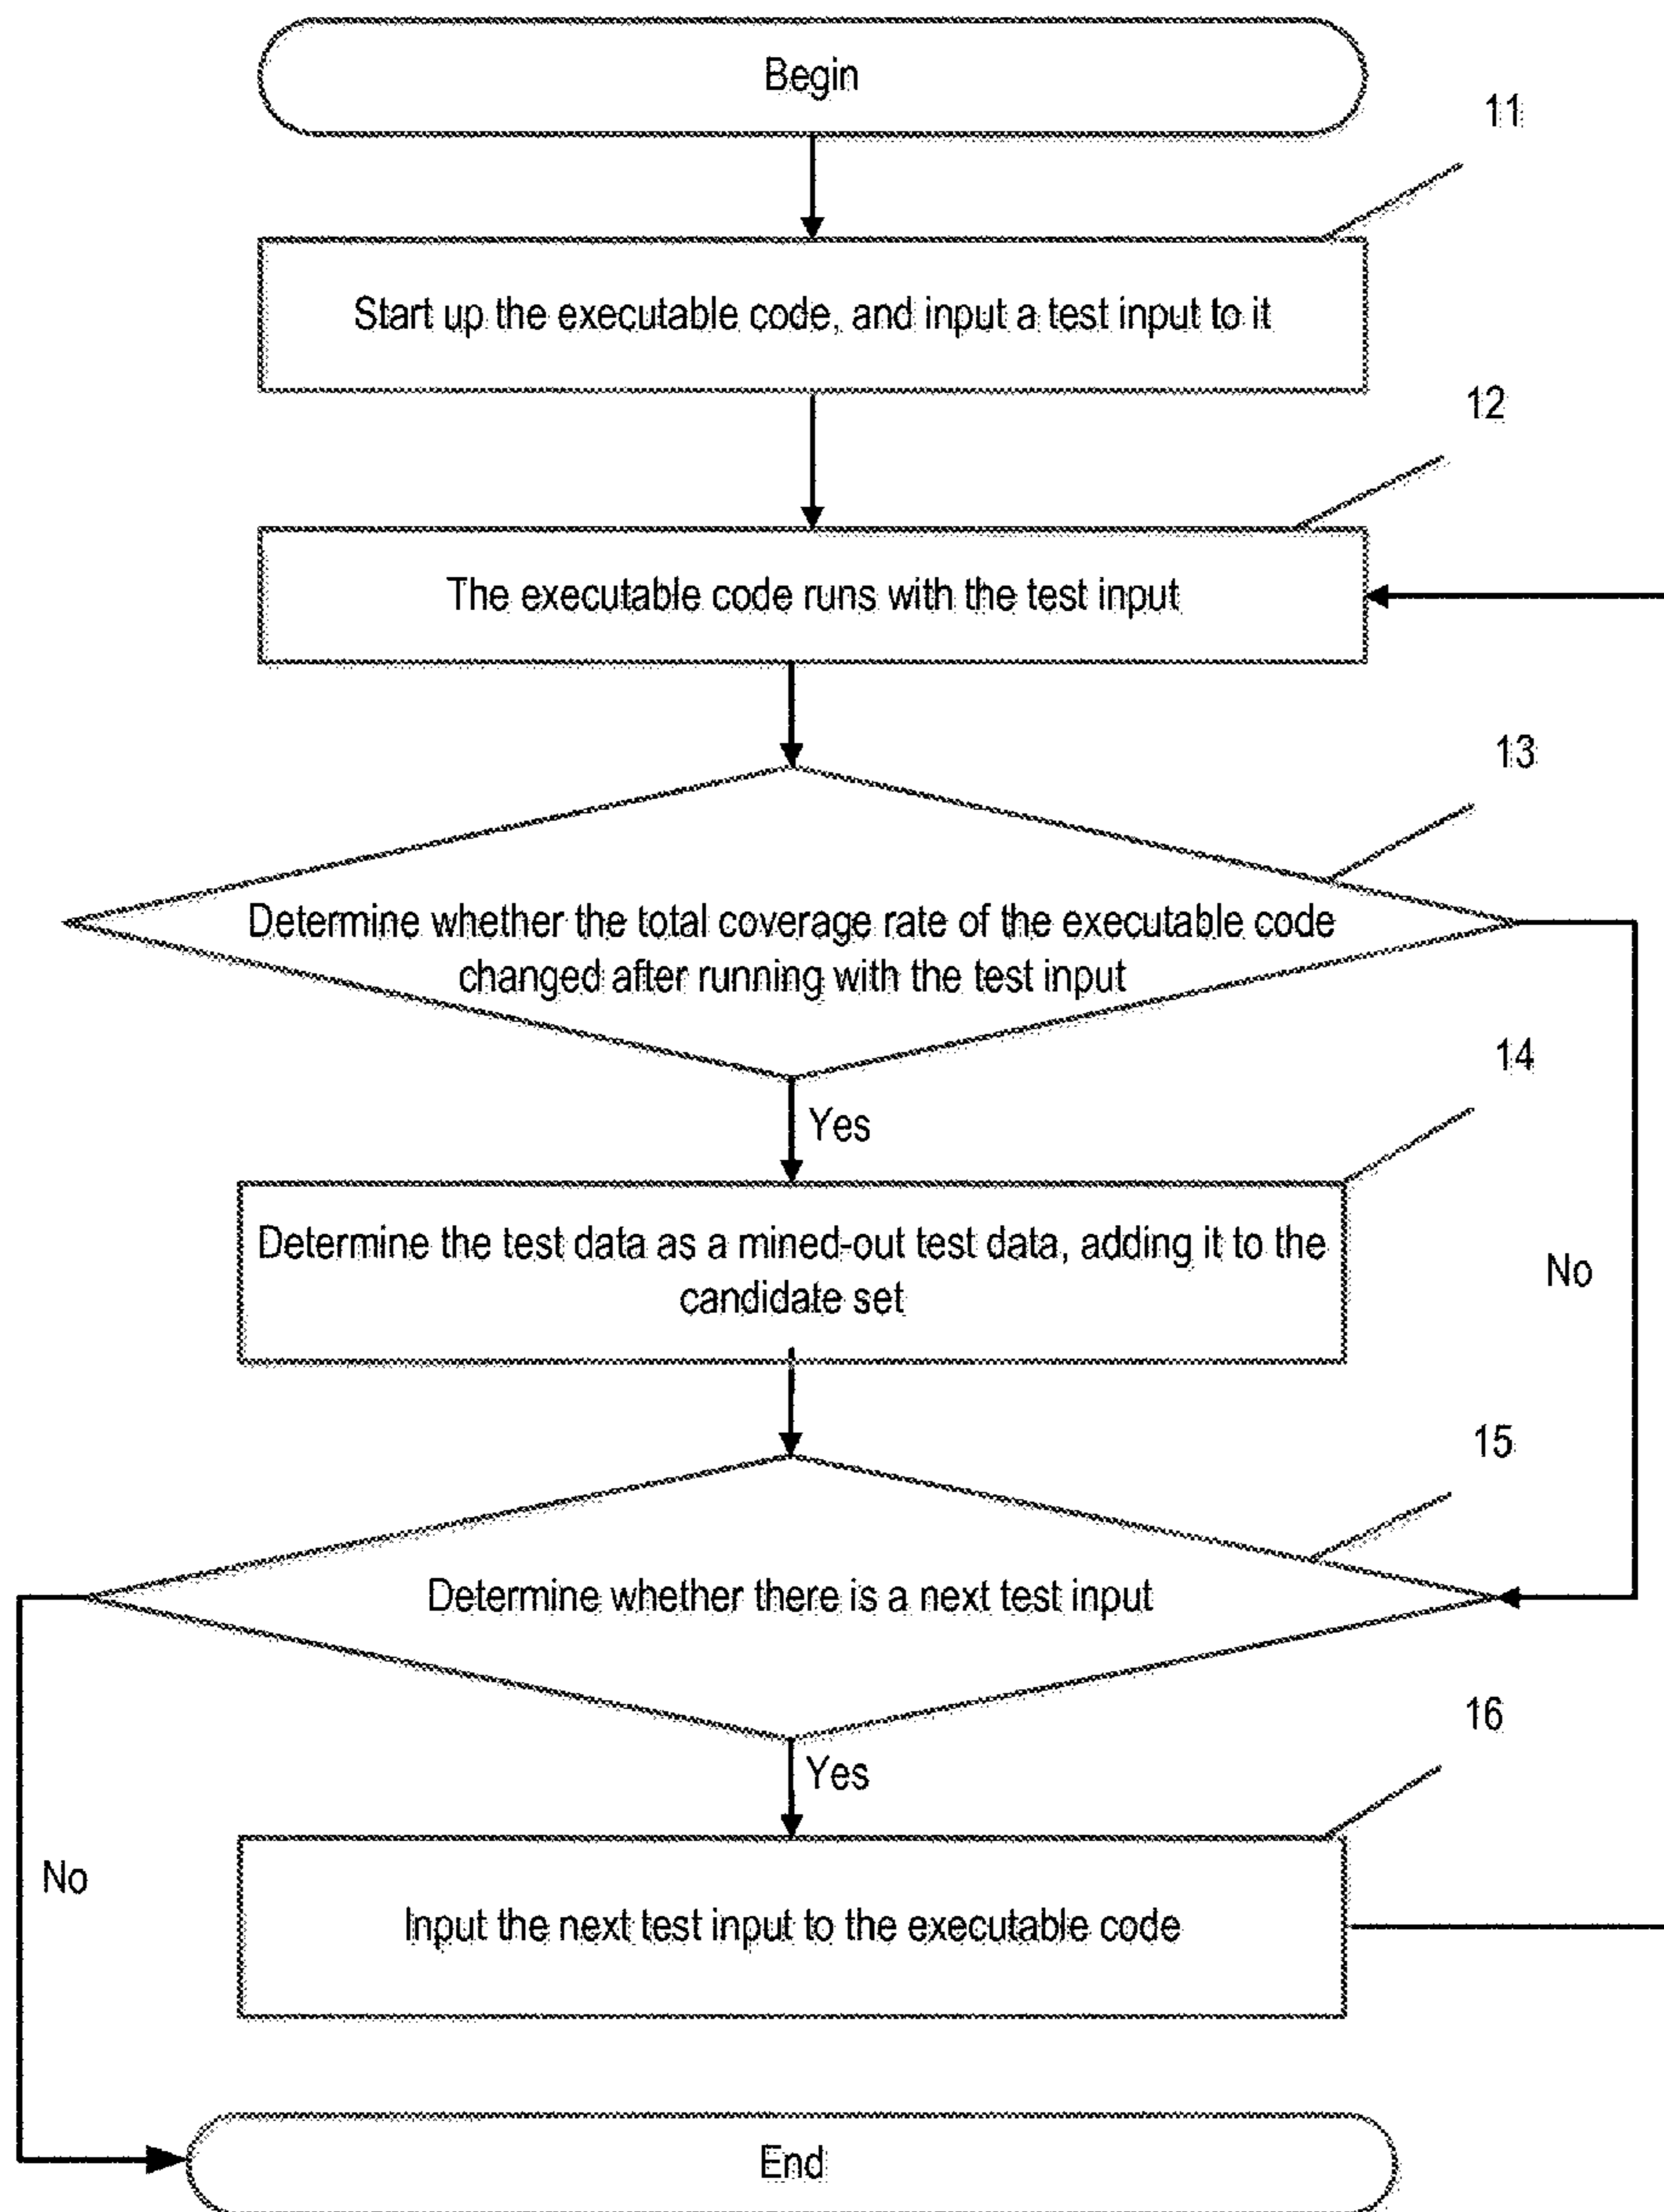 Begin
11
Start up the executable code, and input a test input to it
12
The executable code runs with the test input
13
Determine whether the total coverage rate of the executable code
changed after running with the test input
14
Yes
Determine the test data as a mined-out test data, adding it to the
candidate set
No
15
Determine whether there is a next test input
16
Yes
No
Input the next test input to the executable code
End